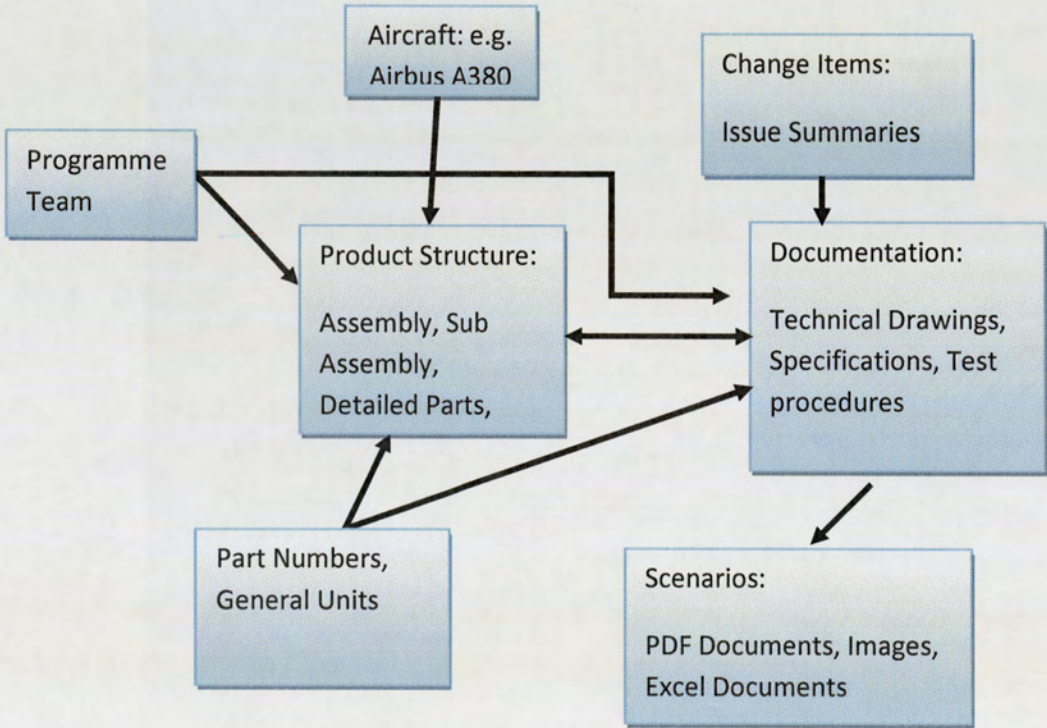 Aircraft: e.g.
Airbus A380
Change Items:
Issue Summaries
Programme
Team
Product Structure:
Assembly, Sub
Assembly,
Detailed Parts,
Documentation:
Technical Drawings,
Specifications, Test
procedures
Part Numbers,
General Units
Scenarios:
PDF Documents, Images,
Excel Documents